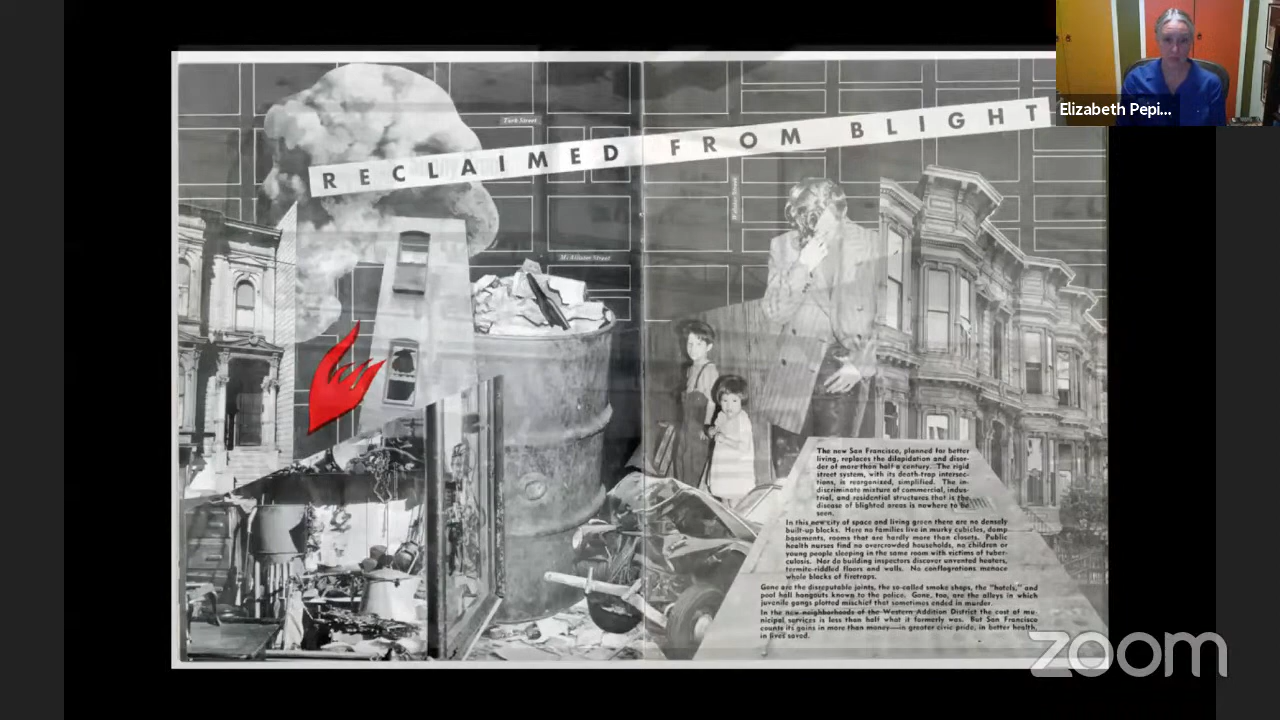 Elizabeth Pepi...
RECLAIMED FROM BLIGHT
Turk Street
Webster Street
McAllister Street
The new San Francisco, planned for better
living, replaces the dilapidation and disor-
der of more than half a century. The rigid
street system, with its death-trap intersec-
tions, is reorganized, simplified. The in-
discriminate mixture of commercial, indus-
trial, and residential structures that is the
disease of blighted areas is nowhere to be
seen.
In this new city of space and living green there are no densely
built-up blocks. Here no families live in murky cubicles, damp
basements, rooms that are hardly more than closets. Public
health nurses find no overcrowded households, no children or
young people sleeping in the same room with victims of tuber-
culosis. Nor do building inspectors discover unvented heaters,
termite-riddled floors and walls. No conflagrations menace
whole blocks of firetraps.
Gone are the disreputable joints, the so-called smoke shops, the "hotels," and
pool hall hangouts known to the police. Gone, too, are the alleys in which
juvenile gangs plotted mischief that sometimes ended in murder.
In the new neighborhoods of the Western Addition District the cost of mu-
nicipal services is less than half what it formerly was. But San Francisco
counts its gains in more than money—in greater civic pride, in better health,
in lives saved.
zoom